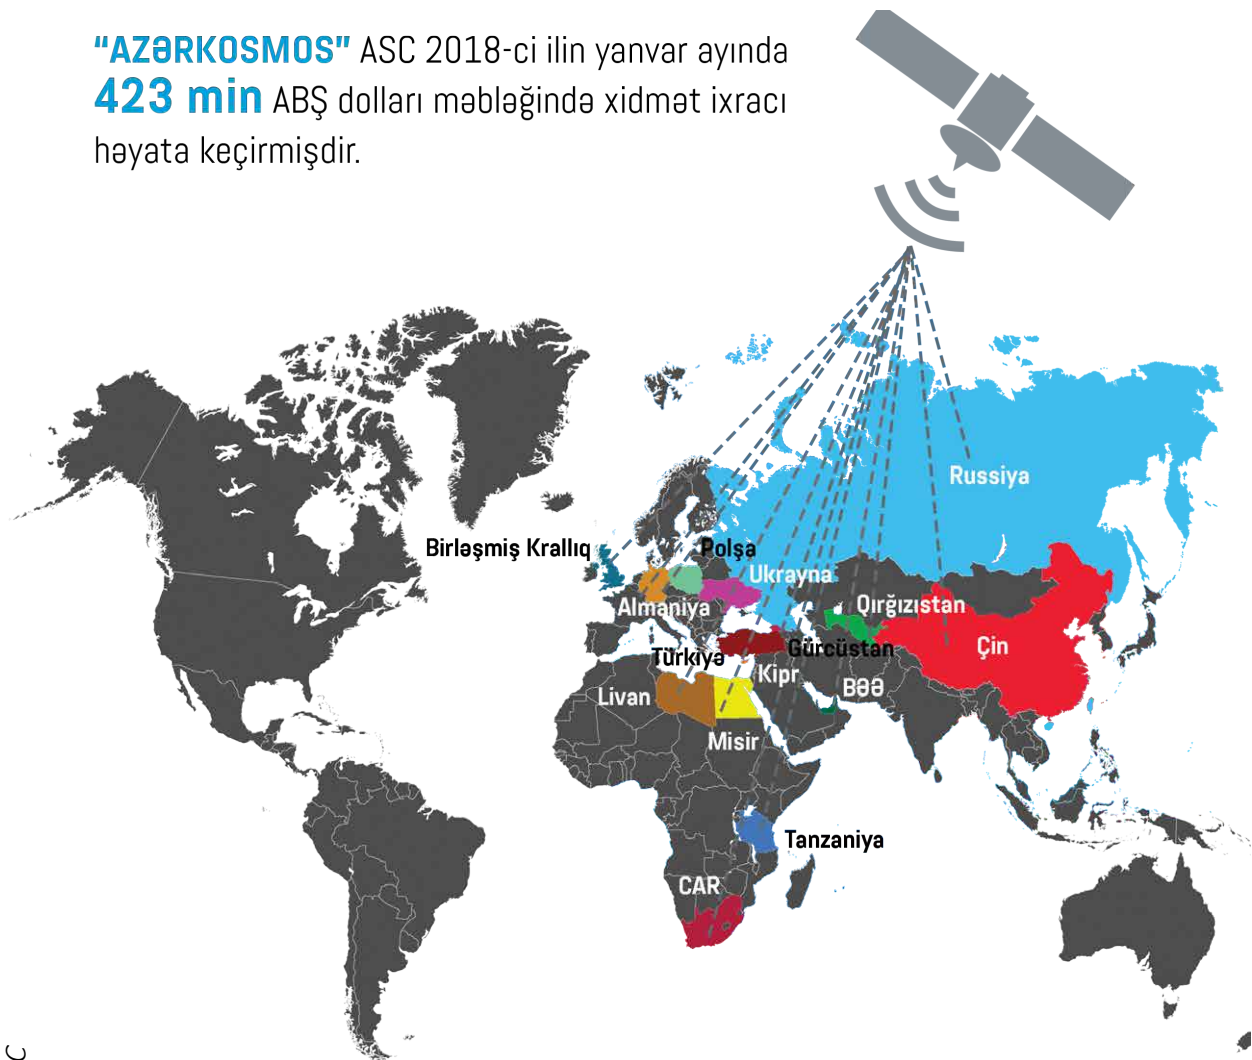 “AZƏRKOSMOS” ASC 2018-ci ilin yanvar ayında
423 min ABŞ dolları məbləğində xidmət ixracı
həyata keçirmişdir.
Russiya
Birləşmiş Krallıq
Polşa
Ukrayna
Almaniya
Qırğızıstan
Türkiyə
Gürcüstan
Çin
Kipr
Livan
BƏƏ
Misir
Tanzaniya
CAR
C